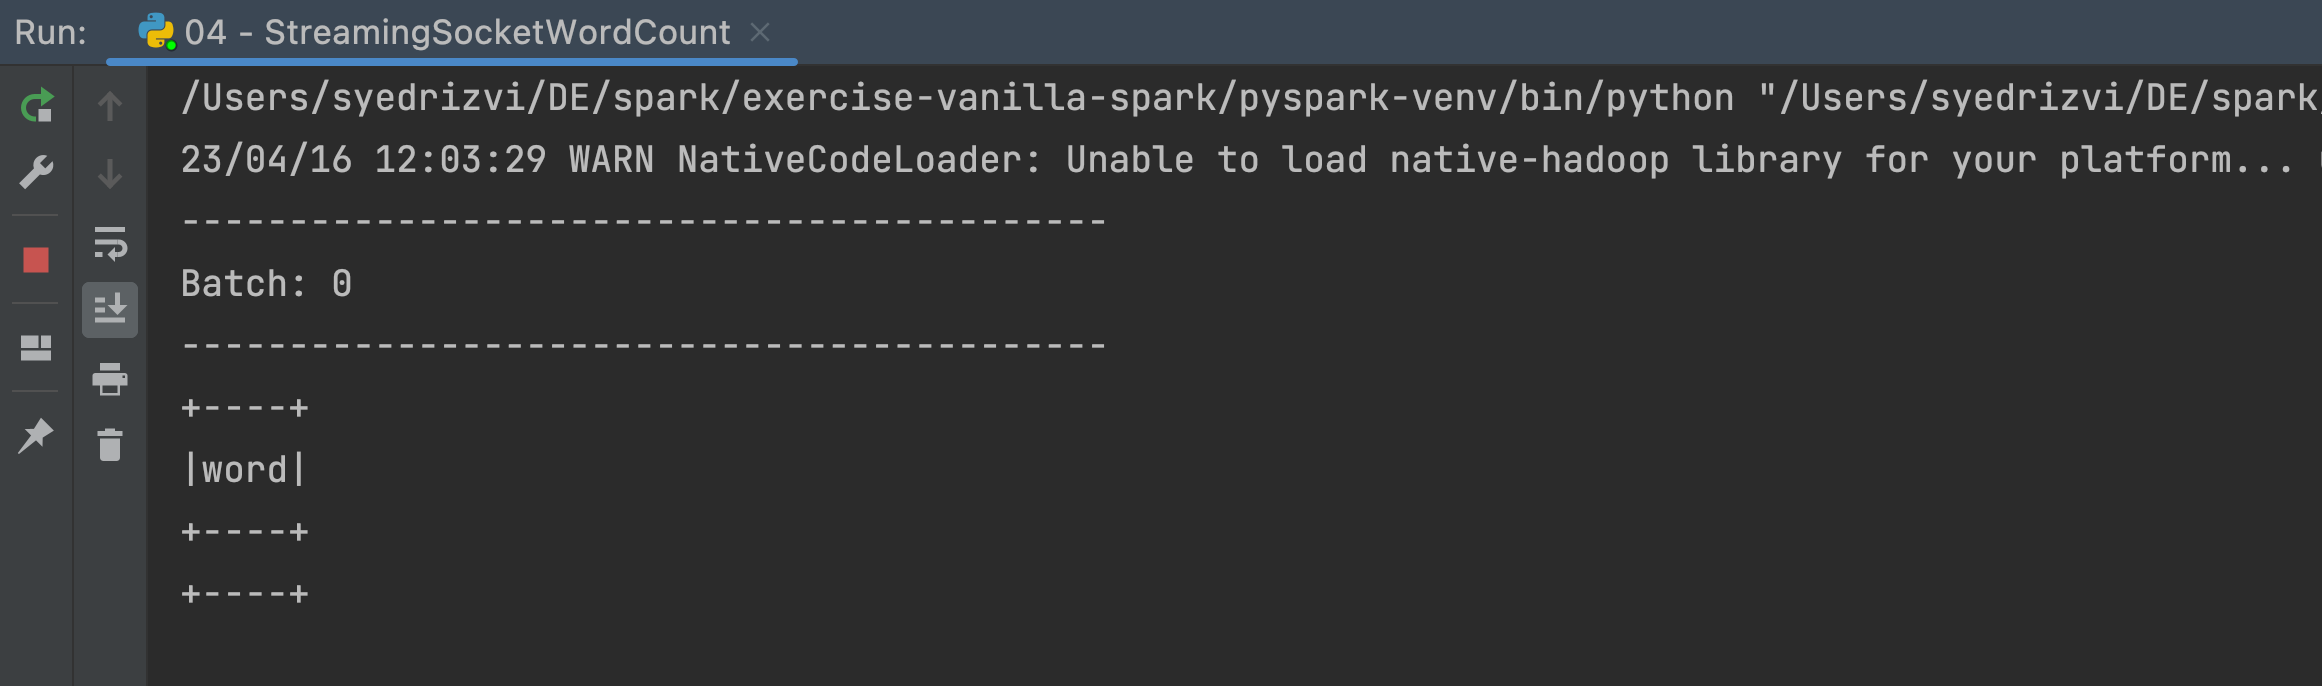 Run: 04 - StreamingSocketWordCount
/Users/syedrizvi/DE/spark/exercise-vanilla-spark/pyspark-venv/bin/python "/Users/syedrizvi/DE/spark
23/04/16 12:03:29 WARN NativeCodeLoader: Unable to load native-hadoop library for your platform...
-------------------------------------------
Batch: 0
-------------------------------------------
+----+
|word|
+----+
+----+